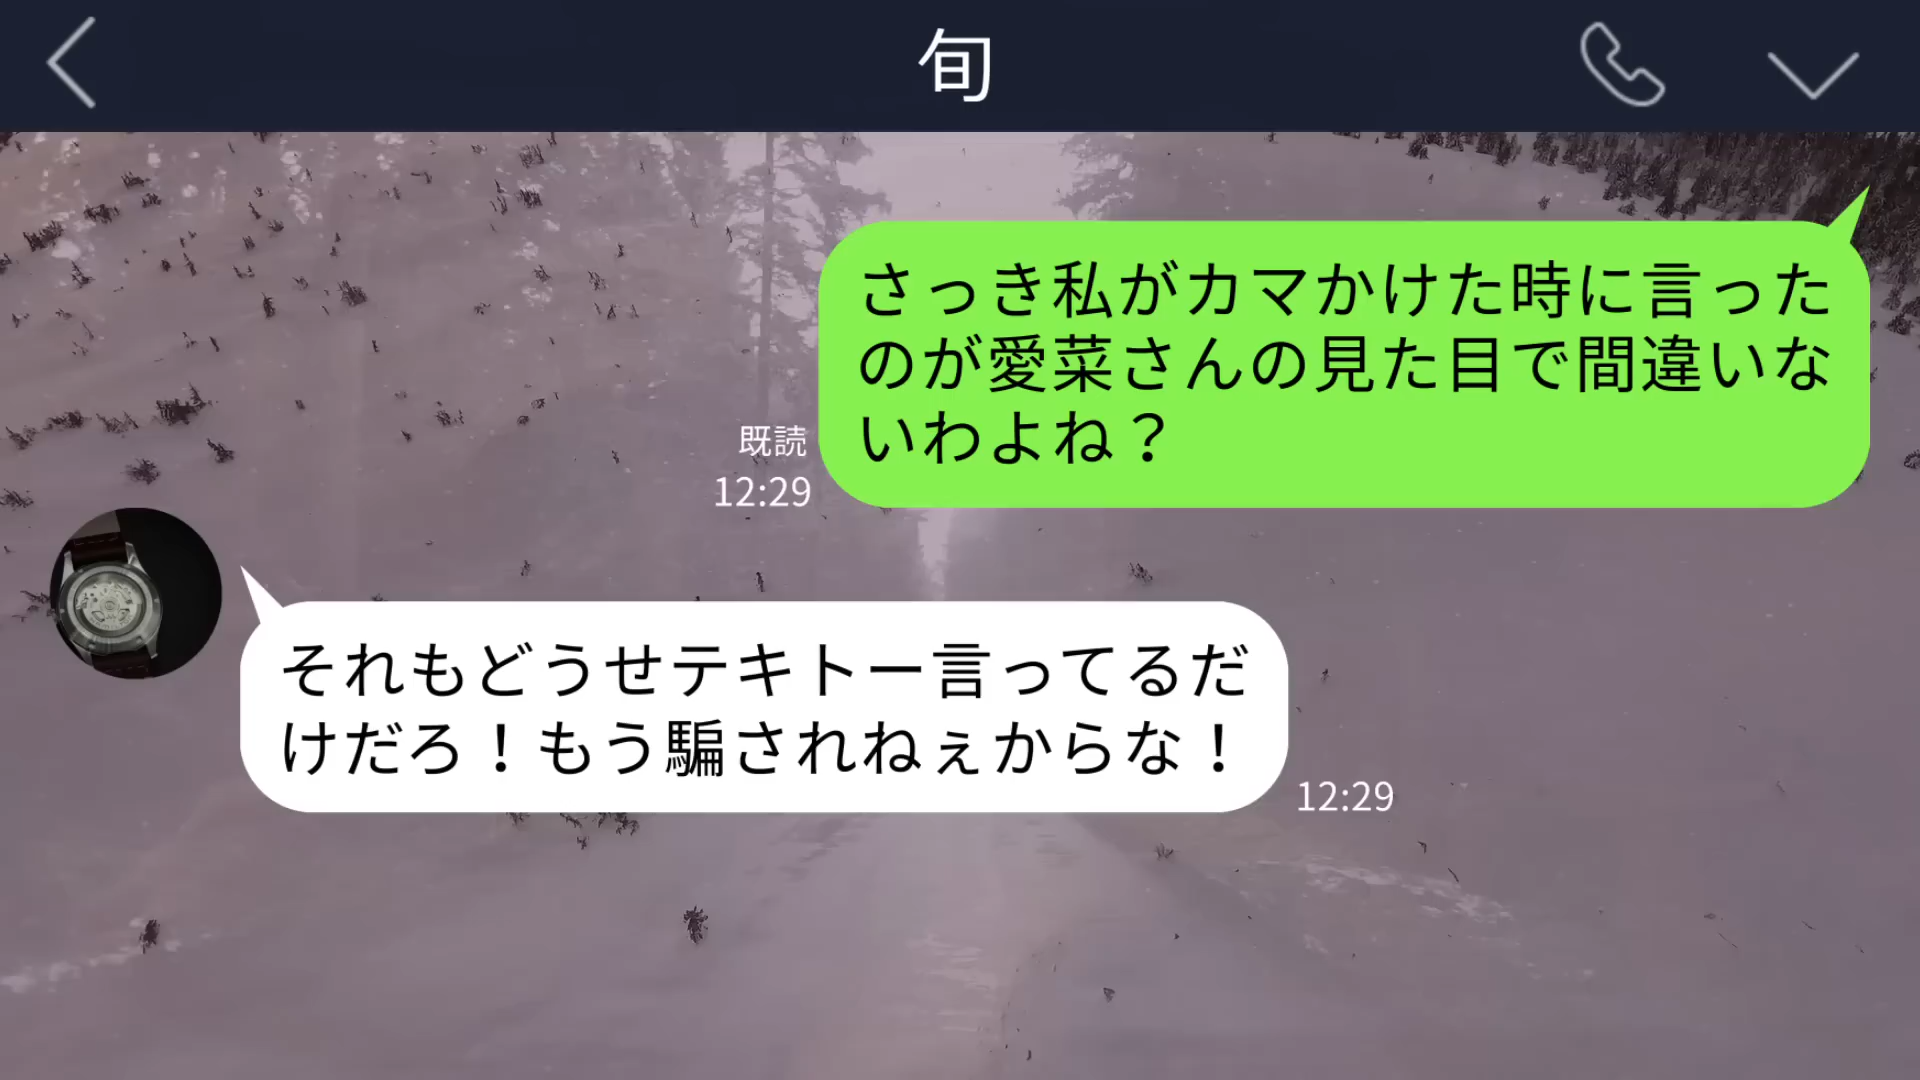 旬
さっき私がカマかけた時に言った
のが愛菜さんの見た目で間違いな
いわよね？
既読
12:29
それもどうせテキトー言ってるだ
けだろ！もう騙されねぇからな！
12:29